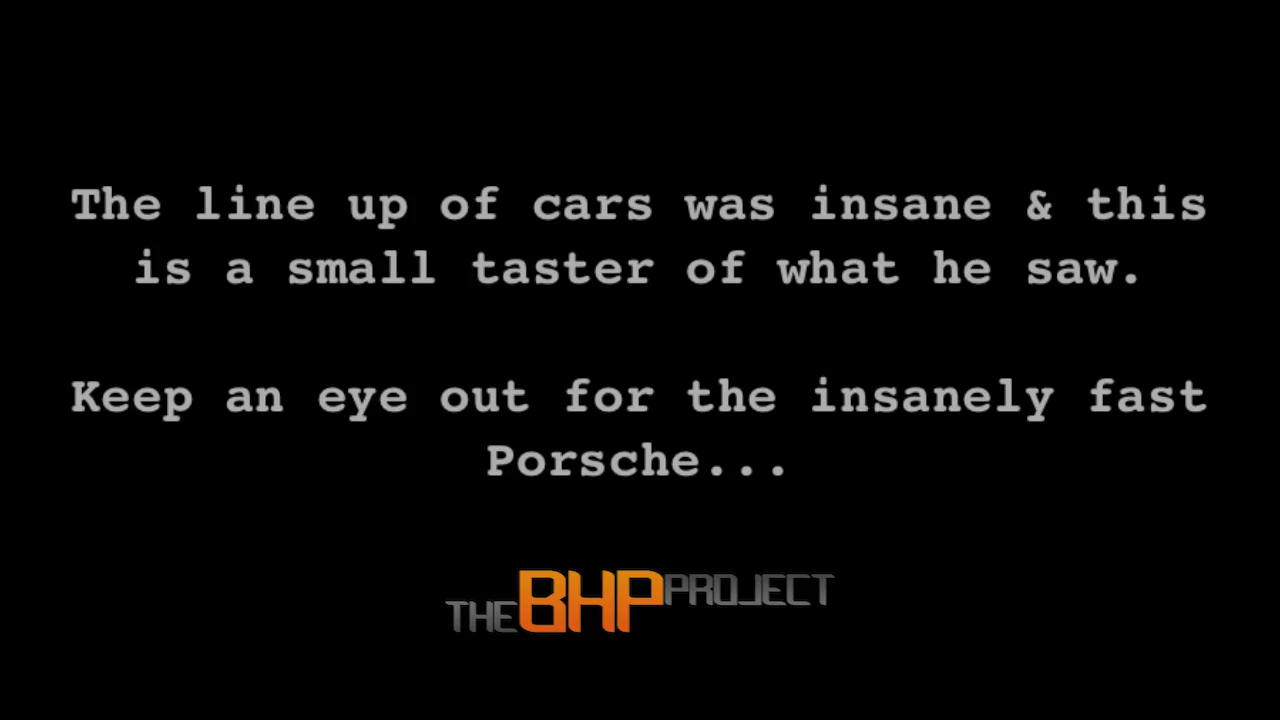 The line up of cars was insane & this
is a small taster of what he saw.
Keep an eye out for the insanely fast
Porsche...
THE BHP PROJECT